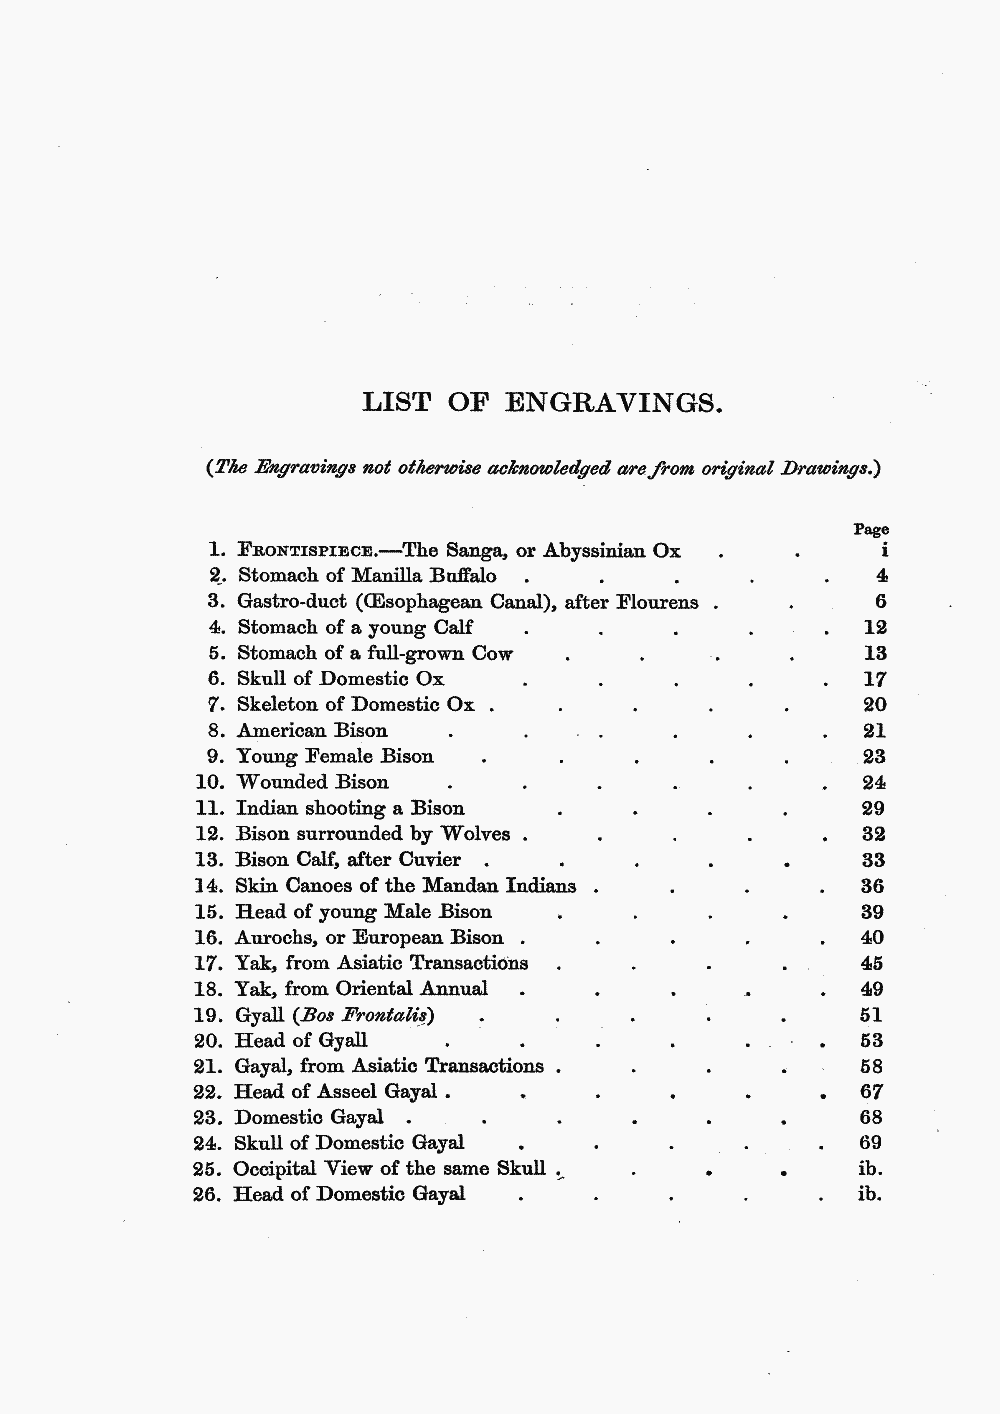 LIST OF ENGRAVINGS.
(The Engravings not otherwise acknowledged are from original Drawings.)
Page
1. FRONTISPIECE.—The Sanga, or Abyssinian Ox . . i
2. Stomach of Manilla Buffalo . . . . . 4
3. Gastro-duct (Œsophagean Canal), after Flourens . . 6
4. Stomach of a young Calf . . . . . 12
5. Stomach of a full-grown Cow . . . . 13
6. Skull of Domestic Ox . . . . . 17
7. Skeleton of Domestic Ox . . . . . 20
8. American Bison . . . . . . 21
9. Young Female Bison . . . . . 23
10. Wounded Bison . . . . . . 24
11. Indian shooting a Bison . . . . 29
12. Bison surrounded by Wolves . . . . . 32
13. Bison Calf, after Cuvier . . . . . 33
14. Skin Canoes of the Mandan Indians . . . . 36
15. Head of young Male Bison . . . . 39
16. Aurochs, or European Bison . . . . . 40
17. Yak, from Asiatic Transactions . . . . 45
18. Yak, from Oriental Annual . . . . . 49
19. Gyall (Bos Frontalis) . . . . . 51
20. Head of Gyall . . . . . . 53
21. Gayal, from Asiatic Transactions . . . . 58
22. Head of Asseel Gayal . . . . . . 67
23. Domestic Gayal . . . . . . 68
24. Skull of Domestic Gayal . . . . . 69
25. Occipital View of the same Skull . . . . ib.
26. Head of Domestic Gayal . . . . . ib.